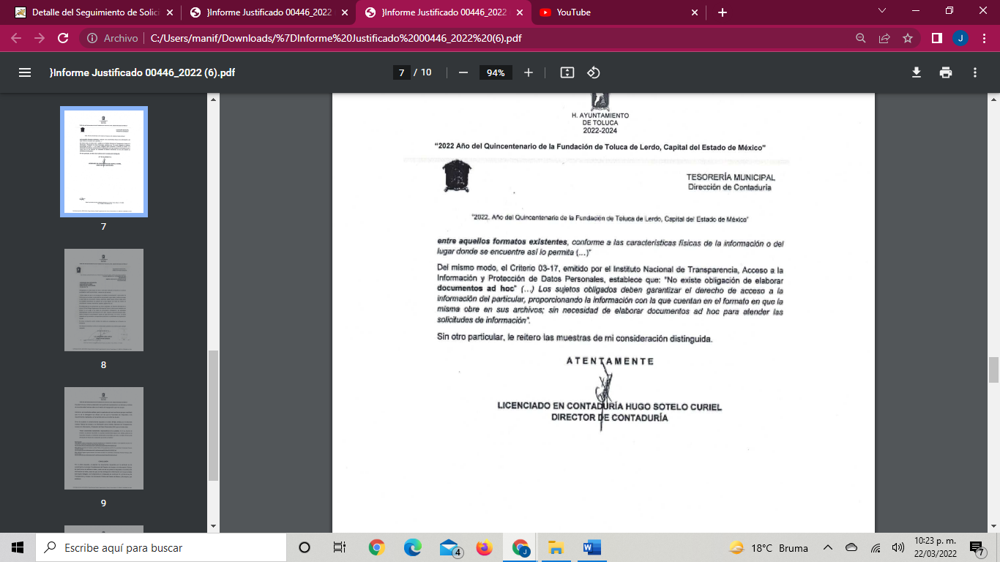 Detalle del Seguimiento de Solici
}Informe Justificado 00446_2022
}Informe Justificado 00446_2022
YouTube
Archivo
C:/Users/manif/Downloads/%7DInforme%20Justificado%2000446_2022%20(6).pdf
}Informe Justificado 00446_2022 (6).pdf
7 / 10
94%
H. AYUNTAMIENTO
DE TOLUCA
2022-2024
“2022 Año del Quincentenario de la Fundación de Toluca de Lerdo, Capital del Estado de México”
TESORERÍA MUNICIPAL
Dirección de Contaduría
"2022. Año del Quincentenario de la Fundación de Toluca de Lerdo, Capital del Estado de México"
entre aquellos formatos existentes, conforme a las características físicas de la información o del
lugar donde se encuentre así lo permita (...)"
Del mismo modo, el Criterio 03-17, emitido por el Instituto Nacional de Transparencia, Acceso a la
Información y Protección de Datos Personales, establece que: "No existe obligación de elaborar
documentos ad hoc" (...) Los sujetos obligados deben garantizar el derecho de acceso a la
información del particular, proporcionando la información con la que cuentan en el formato en que la
misma obre en sus archivos; sin necesidad de elaborar documentos ad hoc para atender las
solicitudes de información".
Sin otro particular, le reitero las muestras de mi consideración distinguida.
A T E N T A M E N T E
LICENCIADO EN CONTADURÍA HUGO SOTELO CURIEL
DIRECTOR DE CONTADURÍA
7
8
9
Escribe aquí para buscar
4
J
18°C Bruma
10:23 p. m.
22/03/2022
7